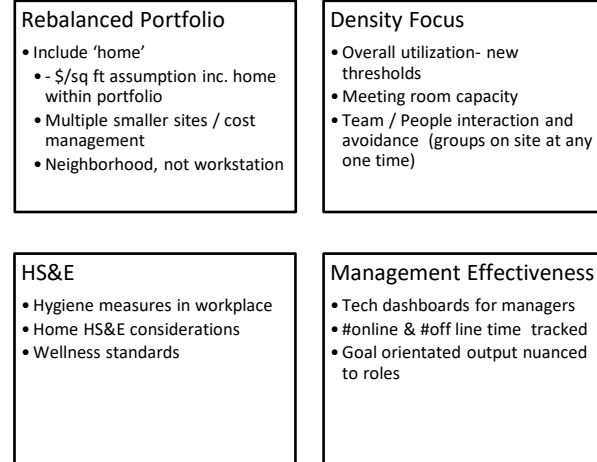 Rebalanced Portfolio
• Include ‘home’
• - $/sq ft assumption inc. home
within portfolio
• Multiple smaller sites / cost
management
• Neighborhood, not workstation
Density Focus
• Overall utilization- new
thresholds
• Meeting room capacity
• Team / People interaction and
avoidance (groups on site at any
one time)
HS&E
• Hygiene measures in workplace
• Home HS&E considerations
• Wellness standards
Management Effectiveness
• Tech dashboards for managers
• #online & #off line time tracked
• Goal orientated output nuanced
to roles